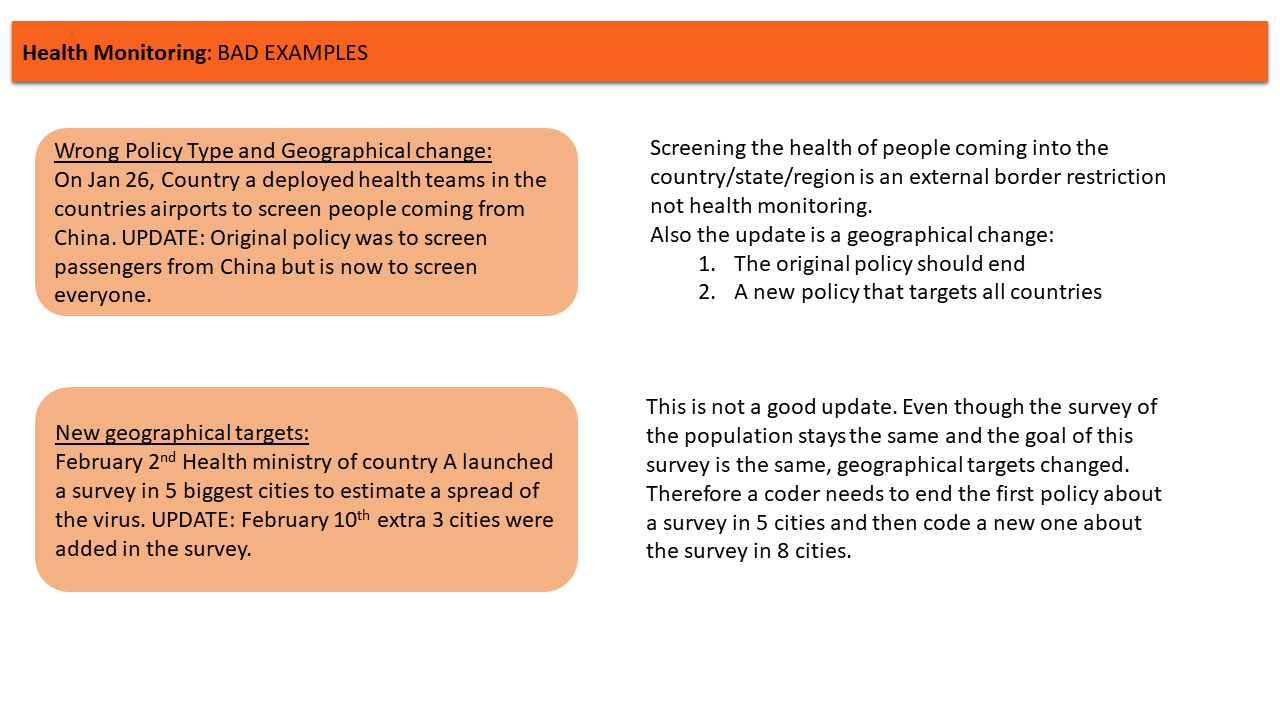 Health Monitoring: BAD EXAMPLES
Wrong Policy Type and Geographical change:
On Jan 26, Country a deployed health teams in the
countries airports to screen people coming from
China. UPDATE: Original policy was to screen
passengers from China but is now to screen
everyone.
Screening the health of people coming into the
country/state/region is an external border restriction
not health monitoring.
Also the update is a geographical change:
1. The original policy should end
2. A new policy that targets all countries
New geographical targets:
February 2nd Health ministry of country A launched
a survey in 5 biggest cities to estimate a spread of
the virus. UPDATE: February 10th extra 3 cities were
added in the survey.
This is not a good update. Even though the survey of
the population stays the same and the goal of this
survey is the same, geographical targets changed.
Therefore a coder needs to end the first policy about
a survey in 5 cities and then code a new one about
the survey in 8 cities.